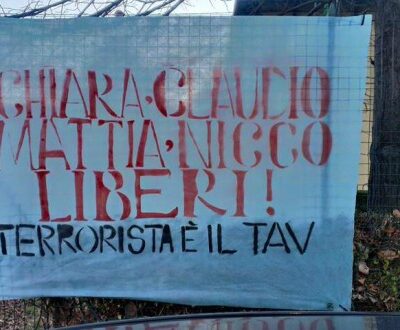 CHIARA·CLAUDIO
MATTIA·NICCO
LIBERI!
TERRORISTA È IL TAV